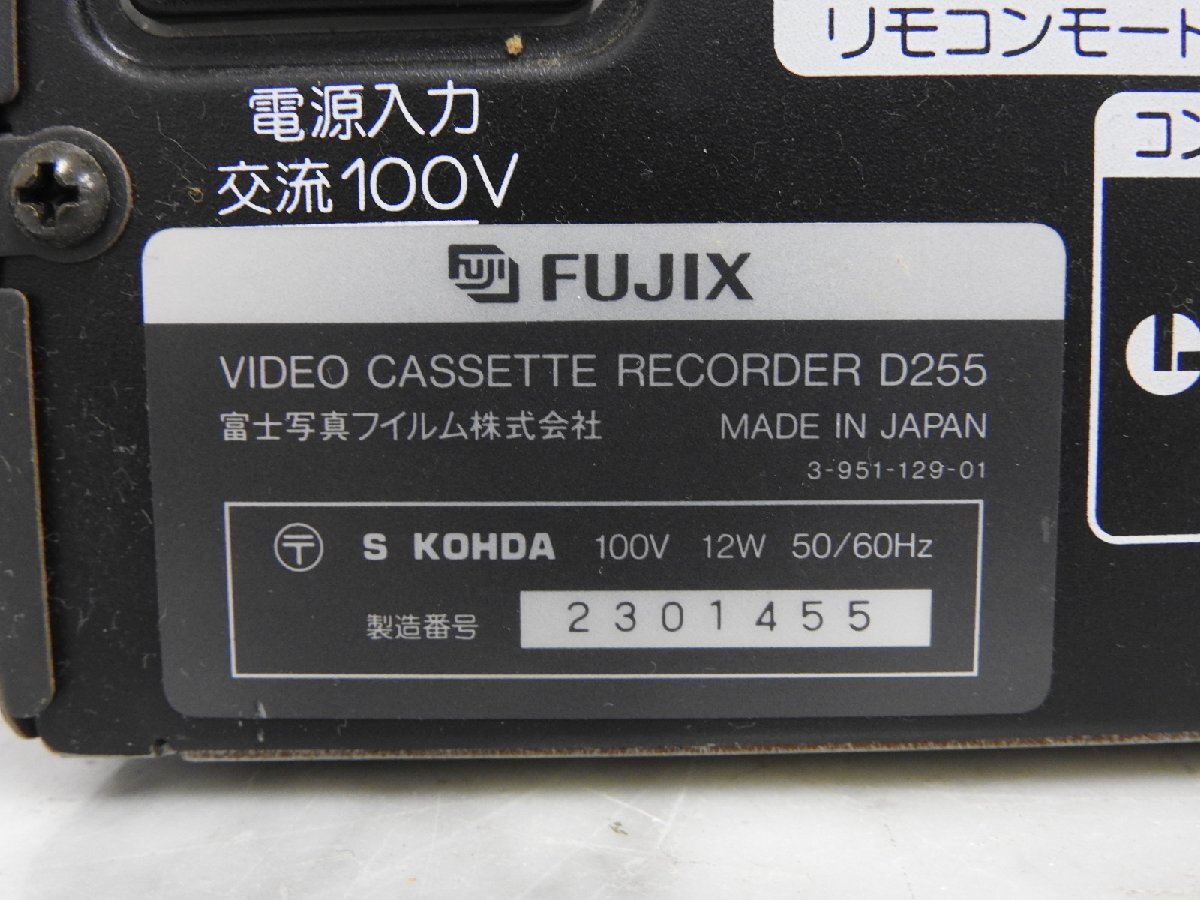 リモコンモート
電源入力
交流100V
コン
Fuji FUJIX
VIDEO CASSETTE RECORDER D255
富士写真フイルム株式会社 MADE IN JAPAN
3-951-129-01
〒 S KOHDA 100V 12W 50/60Hz
製造番号 2301455